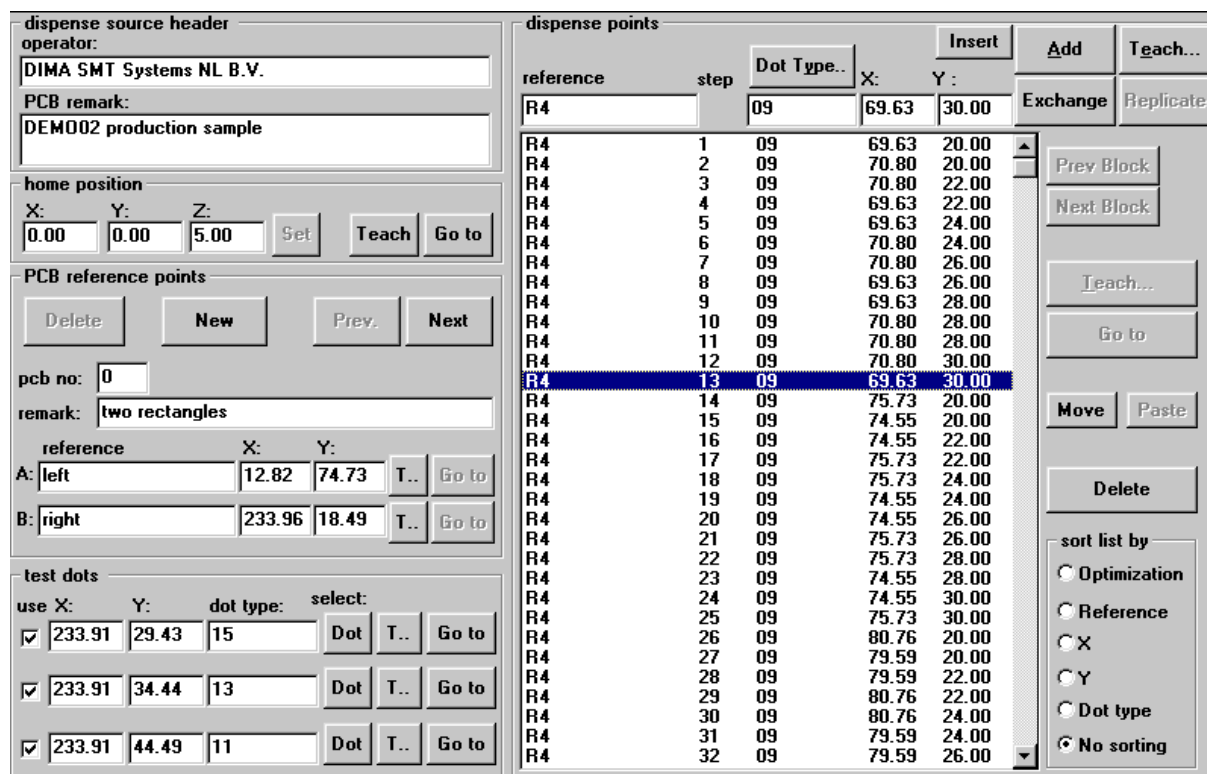 dispense source header
operator:
DIMA SMT Systems NL B.V.
PCB remark:
DEMO02 production sample
home position
X: Y: Z:
0.00 0.00 5.00 Set Teach Go to
PCB reference points
Delete New Prev. Next
pcb no: 0
remark: two rectangles
reference X: Y:
A: left 12.82 74.73 T.. Go to
B: right 233.96 18.49 T.. Go to
test dots
use X: Y: dot type: select:
233.91 29.43 15 Dot T.. Go to
233.91 34.44 13 Dot T.. Go to
233.91 44.49 11 Dot T.. Go to
dispense points
Insert Add Teach...
reference step Dot Type.. X: Y :
R4 09 69.63 30.00 Exchange Replicate
R4 1 09 69.63 20.00
R4 2 09 70.80 20.00
R4 3 09 70.80 22.00
R4 4 09 69.63 22.00
R4 5 09 69.63 24.00
R4 6 09 70.80 24.00
R4 7 09 70.80 26.00
R4 8 09 69.63 26.00
R4 9 09 69.63 28.00
R4 10 09 70.80 28.00
R4 11 09 70.80 28.00
R4 12 09 70.80 30.00
R4 13 09 69.63 30.00
R4 14 09 75.73 20.00
R4 15 09 74.55 20.00
R4 16 09 74.55 22.00
R4 17 09 75.73 22.00
R4 18 09 75.73 24.00
R4 19 09 74.55 24.00
R4 20 09 74.55 26.00
R4 21 09 75.73 26.00
R4 22 09 75.73 28.00
R4 23 09 74.55 28.00
R4 24 09 74.55 30.00
R4 25 09 75.73 30.00
R4 26 09 80.76 20.00
R4 27 09 79.59 20.00
R4 28 09 79.59 22.00
R4 29 09 80.76 22.00
R4 30 09 80.76 24.00
R4 31 09 79.59 24.00
R4 32 09 79.59 26.00
Prev Block
Next Block
Teach...
Go to
Move Paste
Delete
sort list by
Optimization
Reference
X
Y
Dot type
No sorting